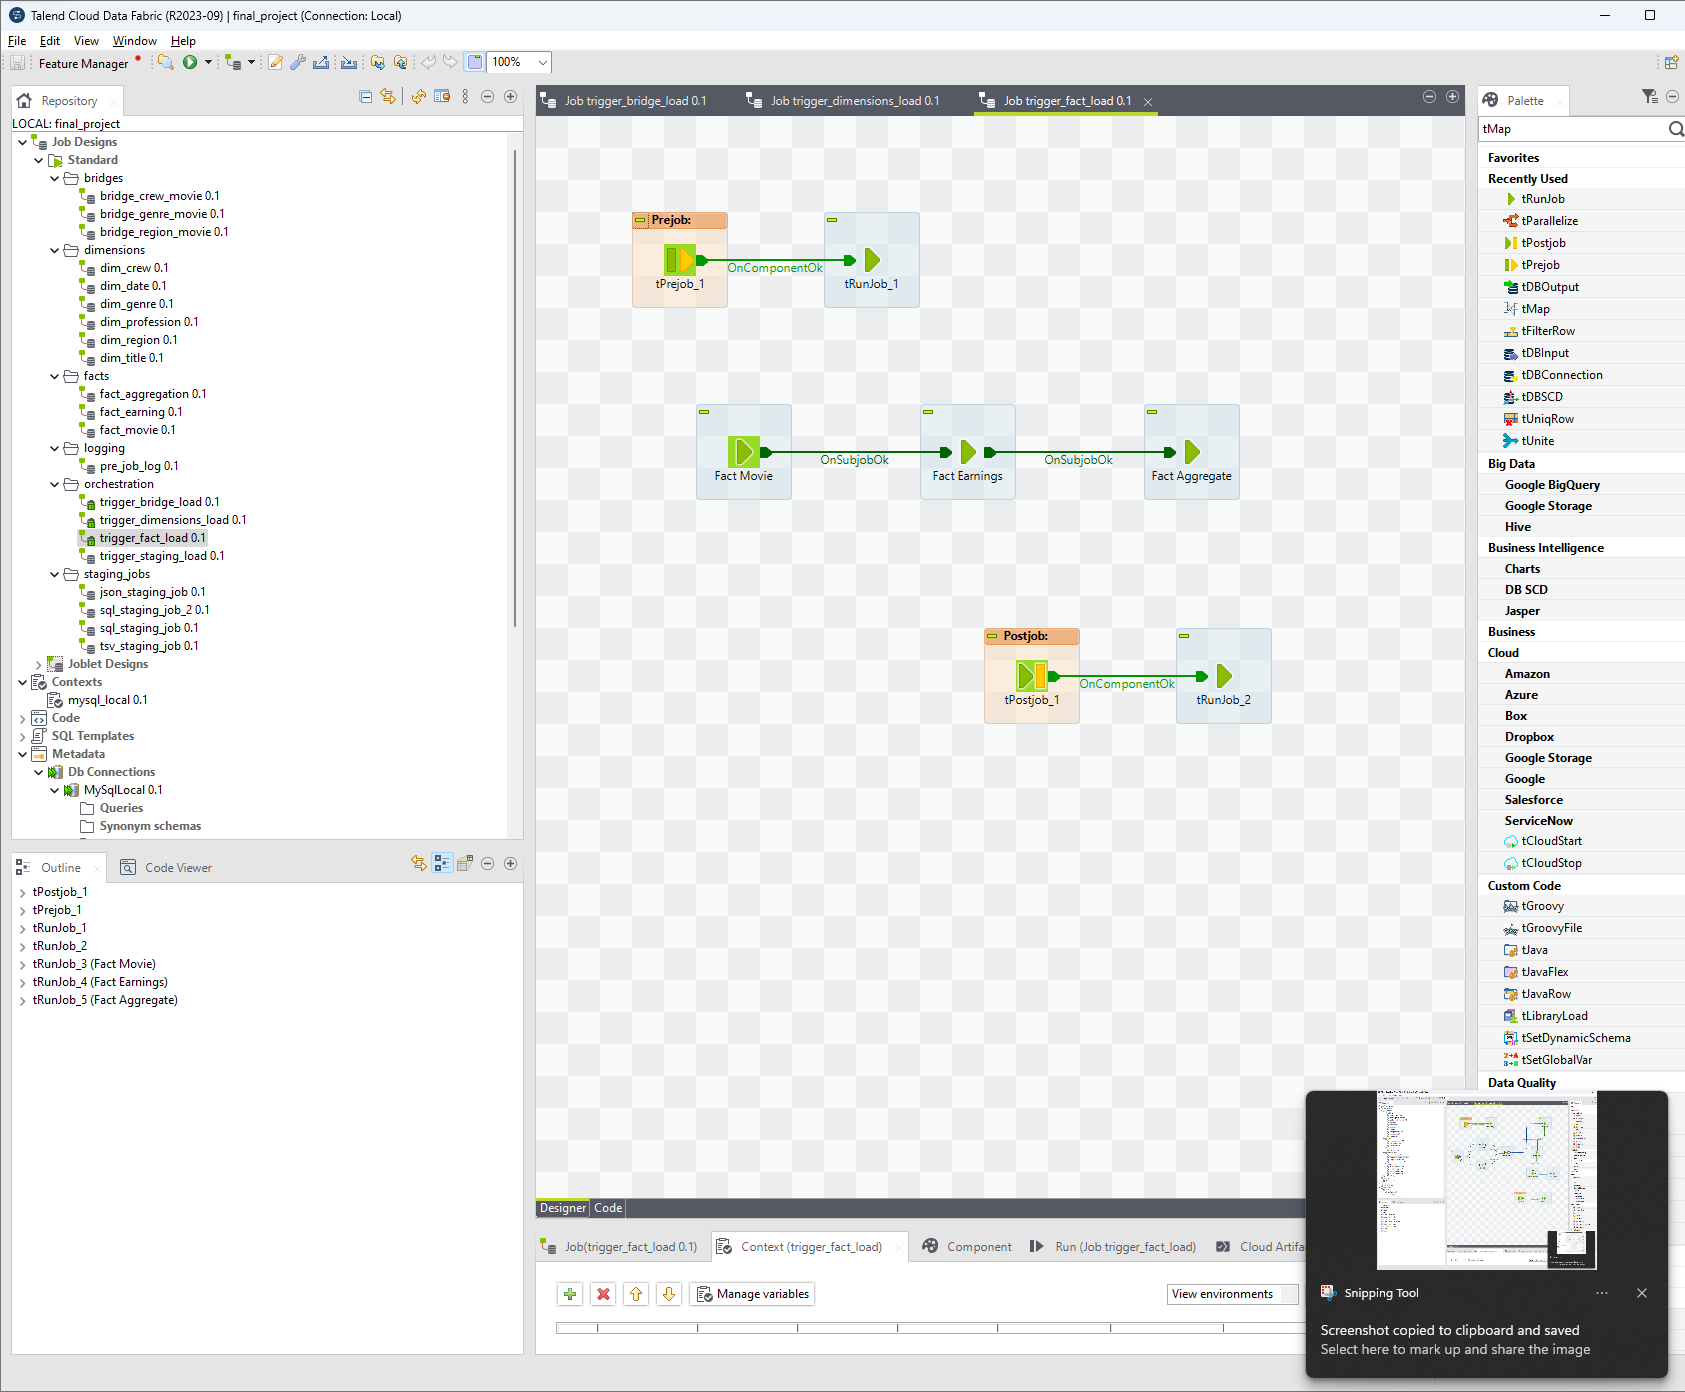 Talend Cloud Data Fabric (R2023-09) | final_project (Connection: Local)
File Edit View Window Help
Feature Manager
100%
Repository
LOCAL: final_project
Job Designs
Standard
bridges
bridge_crew_movie 0.1
bridge_genre_movie 0.1
bridge_region_movie 0.1
dimensions
dim_crew 0.1
dim_date 0.1
dim_genre 0.1
dim_profession 0.1
dim_region 0.1
dim_title 0.1
facts
fact_aggregation 0.1
fact_earning 0.1
fact_movie 0.1
logging
pre_job_log 0.1
orchestration
trigger_bridge_load 0.1
trigger_dimensions_load 0.1
trigger_fact_load 0.1
trigger_staging_load 0.1
staging_jobs
json_staging_job 0.1
sql_staging_job_2 0.1
sql_staging_job 0.1
tsv_staging_job 0.1
Joblet Designs
Contexts
mysql_local 0.1
Code
SQL Templates
Metadata
Db Connections
MySqlLocal 0.1
Queries
Synonym schemas
Outline
Code Viewer
tPostjob_1
tPrejob_1
tRunJob_1
tRunJob_2
tRunJob_3 (Fact Movie)
tRunJob_4 (Fact Earnings)
tRunJob_5 (Fact Aggregate)
Job trigger_bridge_load 0.1
Job trigger_dimensions_load 0.1
Job trigger_fact_load 0.1
Prejob:
tPrejob_1
OnComponentOk
tRunJob_1
Fact Movie
OnSubjobOk
Fact Earnings
OnSubjobOk
Fact Aggregate
Postjob:
tPostjob_1
OnComponentOk
tRunJob_2
Designer
Code
Job(trigger_fact_load 0.1)
Context (trigger_fact_load)
Component
Run (Job trigger_fact_load)
Cloud Artifa
Manage variables
View environments
Palette
tMap
Favorites
Recently Used
tRunJob
tParallelize
tPostjob
tPrejob
tDBOutput
tMap
tFilterRow
tDBInput
tDBConnection
tDBSCD
tUniqRow
tUnite
Big Data
Google BigQuery
Google Storage
Hive
Business Intelligence
Charts
DB SCD
Jasper
Business
Cloud
Amazon
Azure
Box
Dropbox
Google Storage
Google
Salesforce
ServiceNow
tCloudStart
tCloudStop
Custom Code
tGroovy
tGroovyFile
tJava
tJavaFlex
tJavaRow
tLibraryLoad
tSetDynamicSchema
tSetGlobalVar
Data Quality
Snipping Tool
Screenshot copied to clipboard and saved
Select here to mark up and share the image